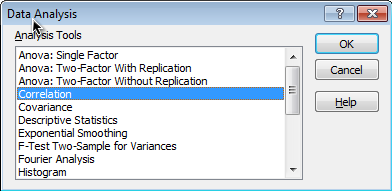 Data Analysis
Analysis Tools
Anova: Single Factor
Anova: Two-Factor With Replication
Anova: Two-Factor Without Replication
Correlation
Covariance
Descriptive Statistics
Exponential Smoothing
F-Test Two-Sample for Variances
Fourier Analysis
Histogram
OK
Cancel
Help